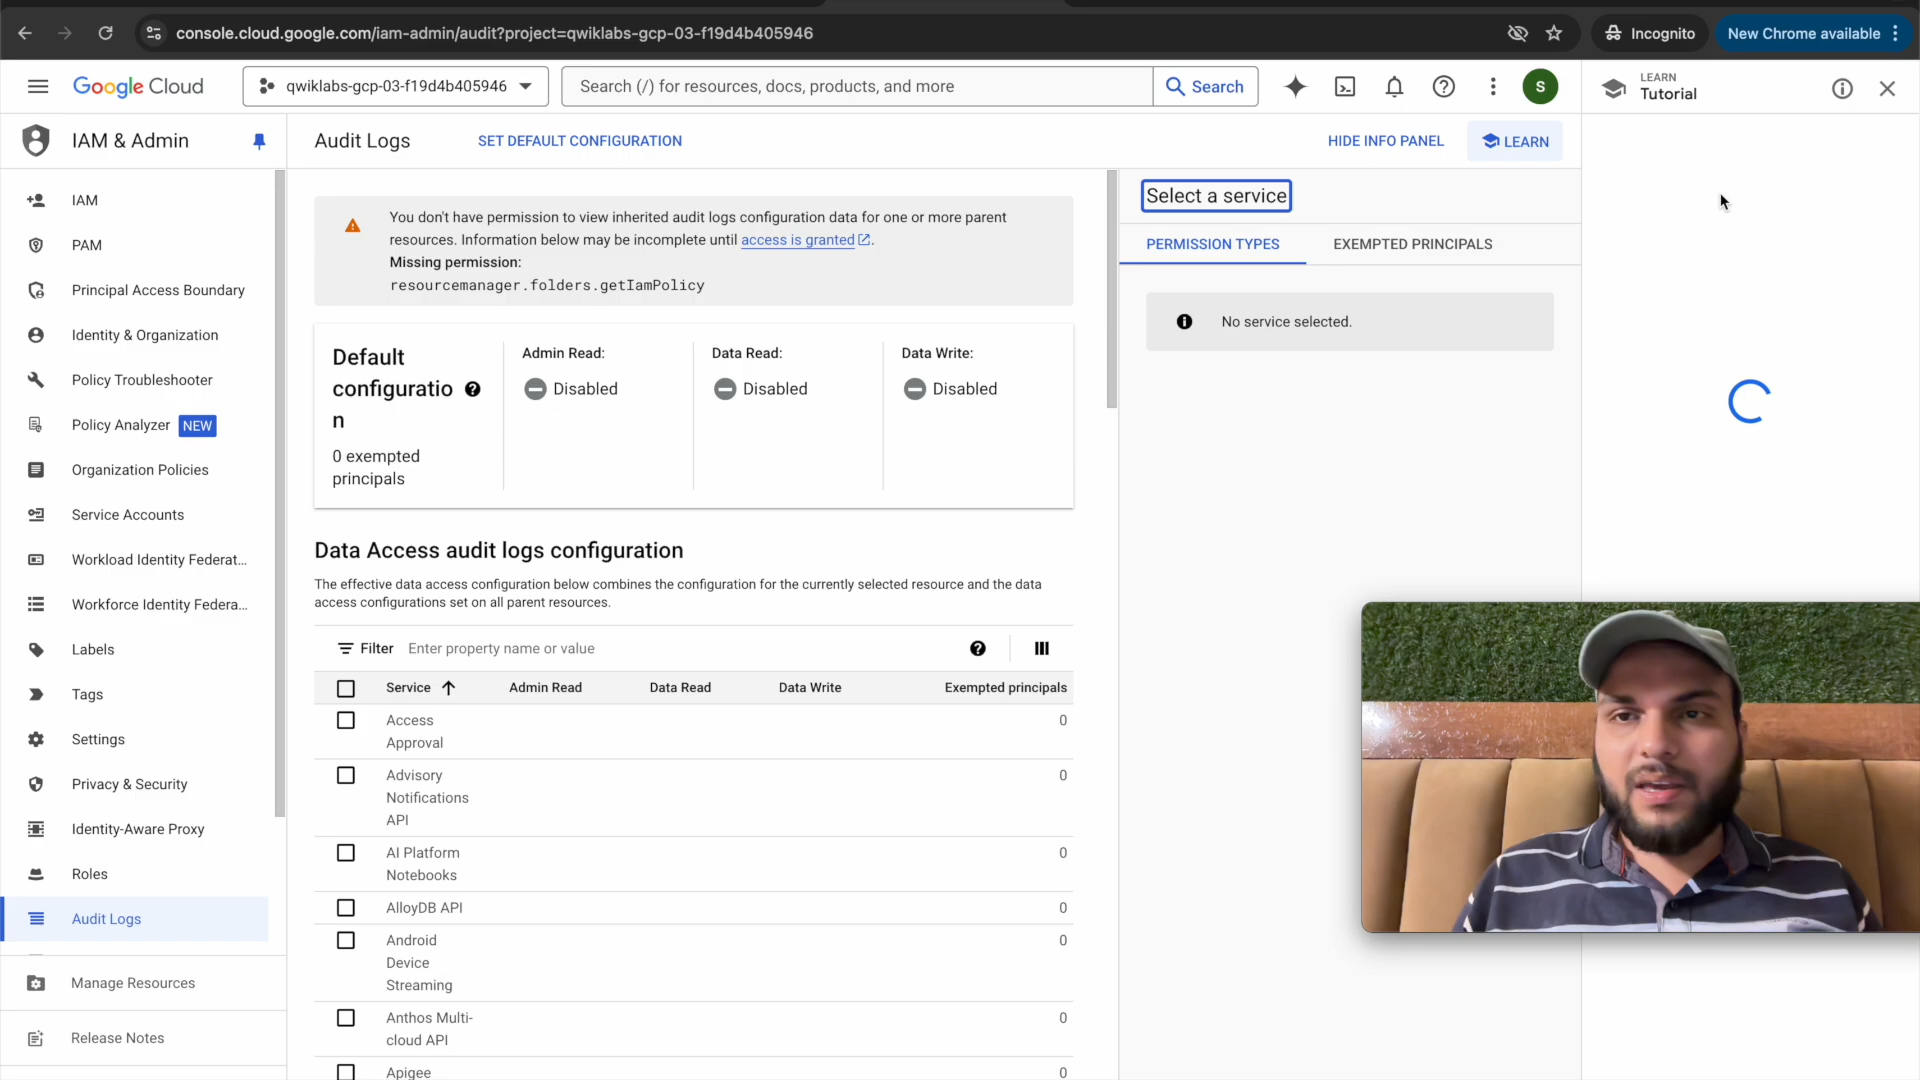 console.cloud.google.com/iam-admin/audit?project=qwiklabs-gcp-03-f19d4b405946
Incognito
New Chrome available
Google Cloud
qwiklabs-gcp-03-f19d4b405946
Search (/) for resources, docs, products, and more
Search
S
LEARN
Tutorial
IAM & Admin
Audit Logs
SET DEFAULT CONFIGURATION
HIDE INFO PANEL
LEARN
IAM
PAM
Principal Access Boundary
Identity & Organization
Policy Troubleshooter
Policy Analyzer NEW
Organization Policies
Service Accounts
Workload Identity Federat...
Workforce Identity Federa...
Labels
Tags
Settings
Privacy & Security
Identity-Aware Proxy
Roles
Audit Logs
Manage Resources
Release Notes
You don't have permission to view inherited audit logs configuration data for one or more parent
resources. Information below may be incomplete until access is granted.
Missing permission:
resourcemanager.folders.getIamPolicy
Default
configuratio
n
0 exempted
principals
Admin Read:
Disabled
Data Read:
Disabled
Data Write:
Disabled
Data Access audit logs configuration
The effective data access configuration below combines the configuration for the currently selected resource and the data
access configurations set on all parent resources.
Filter Enter property name or value
Service Admin Read Data Read Data Write Exempted principals
Access 0
Approval
Advisory 0
Notifications
API
AI Platform 0
Notebooks
AlloyDB API 0
Android 0
Device
Streaming
Anthos Multi- 0
cloud API
Apigee 0
Select a service
PERMISSION TYPES
EXEMPTED PRINCIPALS
No service selected.